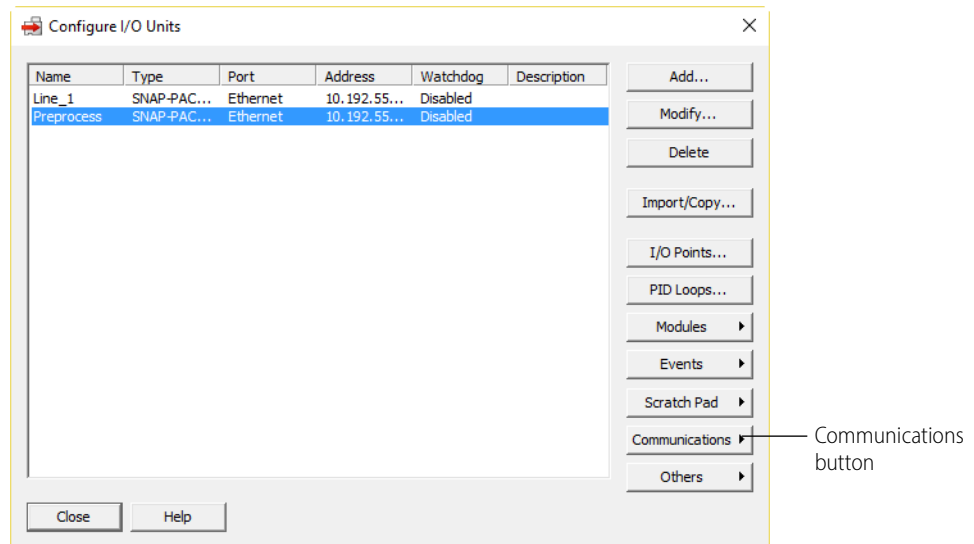 Configure I/O Units
Name Type Port Address Watchdog Description
Line_1 SNAP-PAC... Ethernet 10.192.55... Disabled
Preprocess SNAP-PAC... Ethernet 10.192.55... Disabled
Add...
Modify...
Delete
Import/Copy...
I/O Points...
PID Loops...
Modules
Events
Scratch Pad
Communications
Others
Communications
button
Close
Help